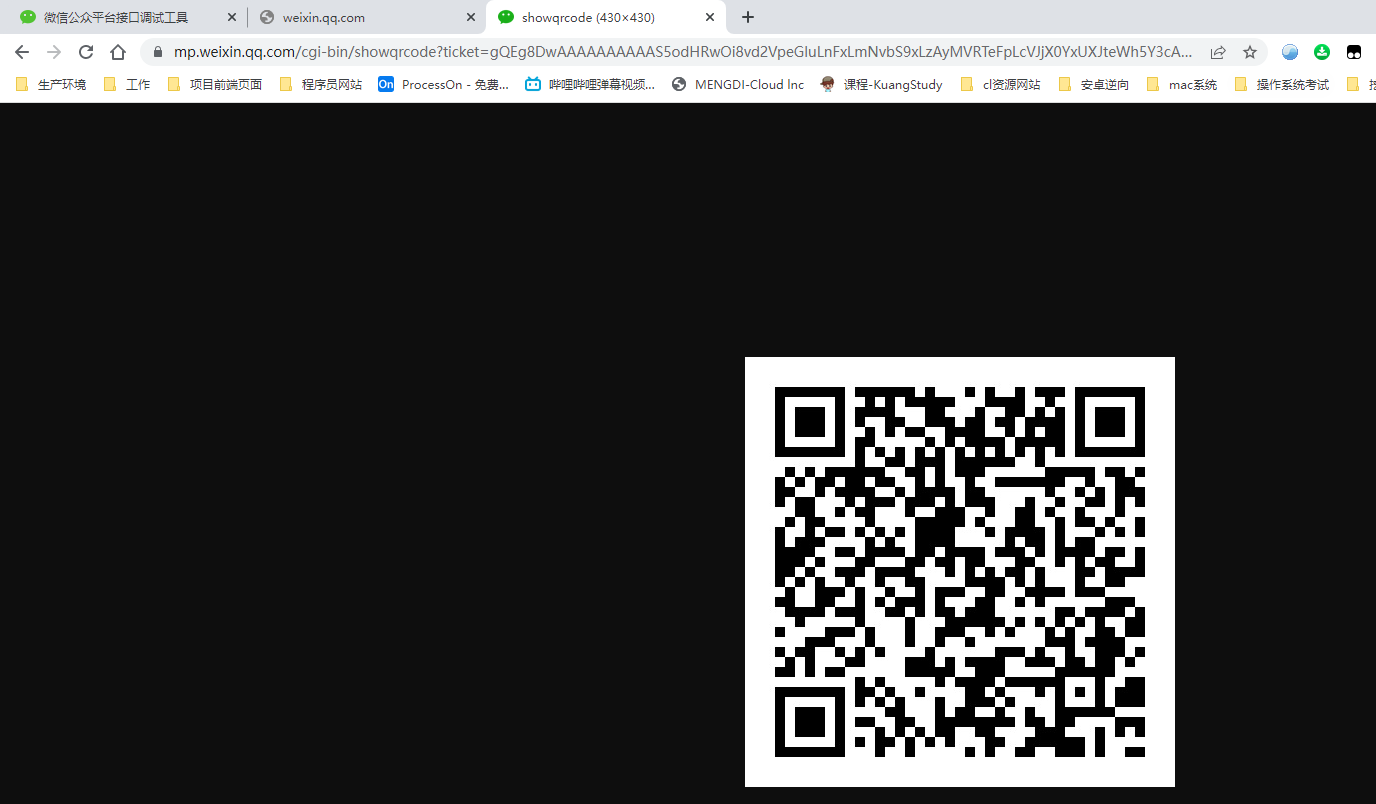 微信公众平台接口调试工具
weixin.qq.com
showqrcode (430×430)
mp.weixin.qq.com/cgi-bin/showqrcode?ticket=gQEg8DwAAAAAAAAAAS5odHRwOi8vd2VpeGluLnFxLmNvbS9xLzAyMVRTeFpLcVJjX0YxUXJteWh5Y3cA...
生产环境 工作 项目前端页面 程序员网站 On ProcessOn - 免费... 哔哩哔哩弹幕视频... MENGDI-Cloud lnc 课程-KuangStudy cl资源网站 安卓逆向 mac系统 操作系统考试